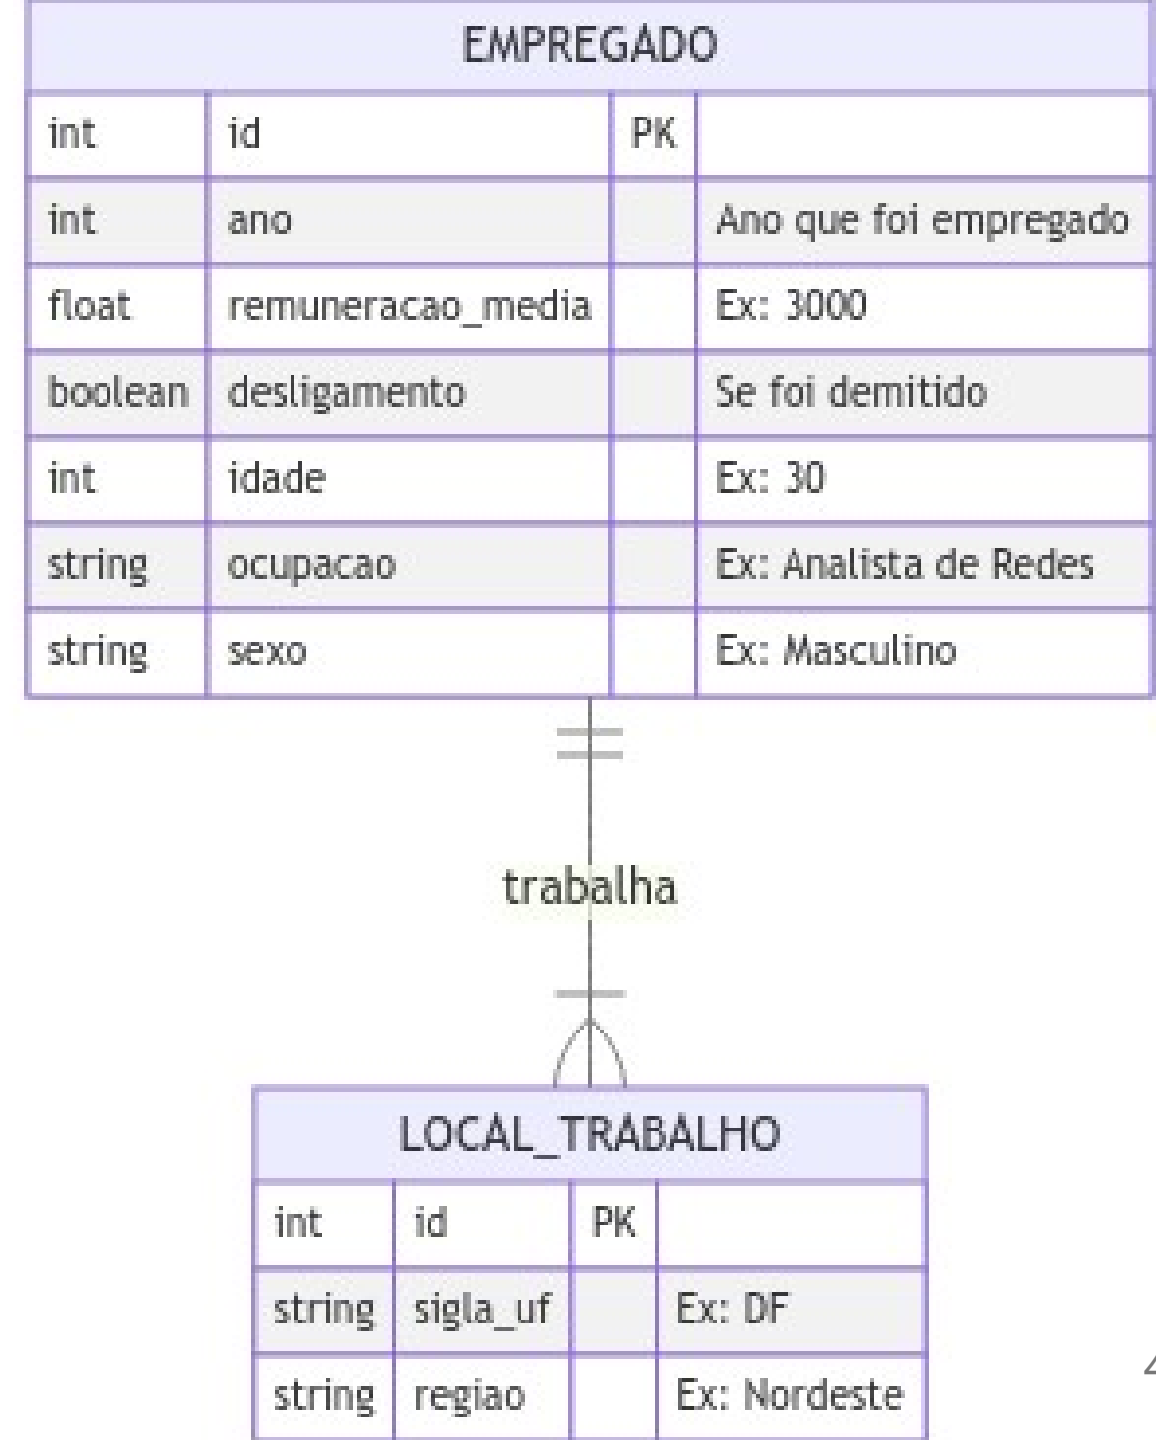 EMPREGADO
int id PK
int ano Ano que foi empregado
float remuneracao_media Ex: 3000
boolean desligamento Se foi demitido
int idade Ex: 30
string ocupacao Ex: Analista de Redes
string sexo Ex: Masculino
trabalha
LOCAL_TRABALHO
int id PK
string sigla_uf Ex: DF
string regiao Ex: Nordeste